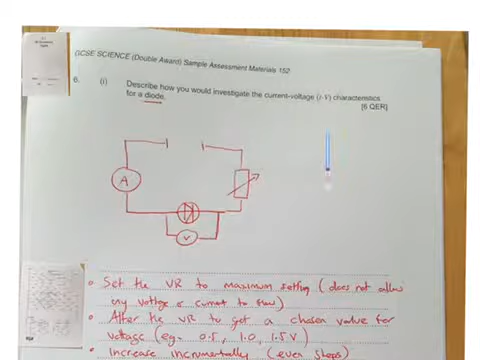 GCSE SCIENCE (Double Award) Sample Assessment Materials 152
6. (i) Describe how you would investigate the current-voltage (I-V) characteristics
for a diode.
[6 QER]
A
V
• Set the VR to maximum setting (does not allow
any voltage or current to flow)
• Alter the VR to get a chosen value for
voltage (eg. 0.5, 1.0, 1.5V)
• Increase incrementally (even steps)